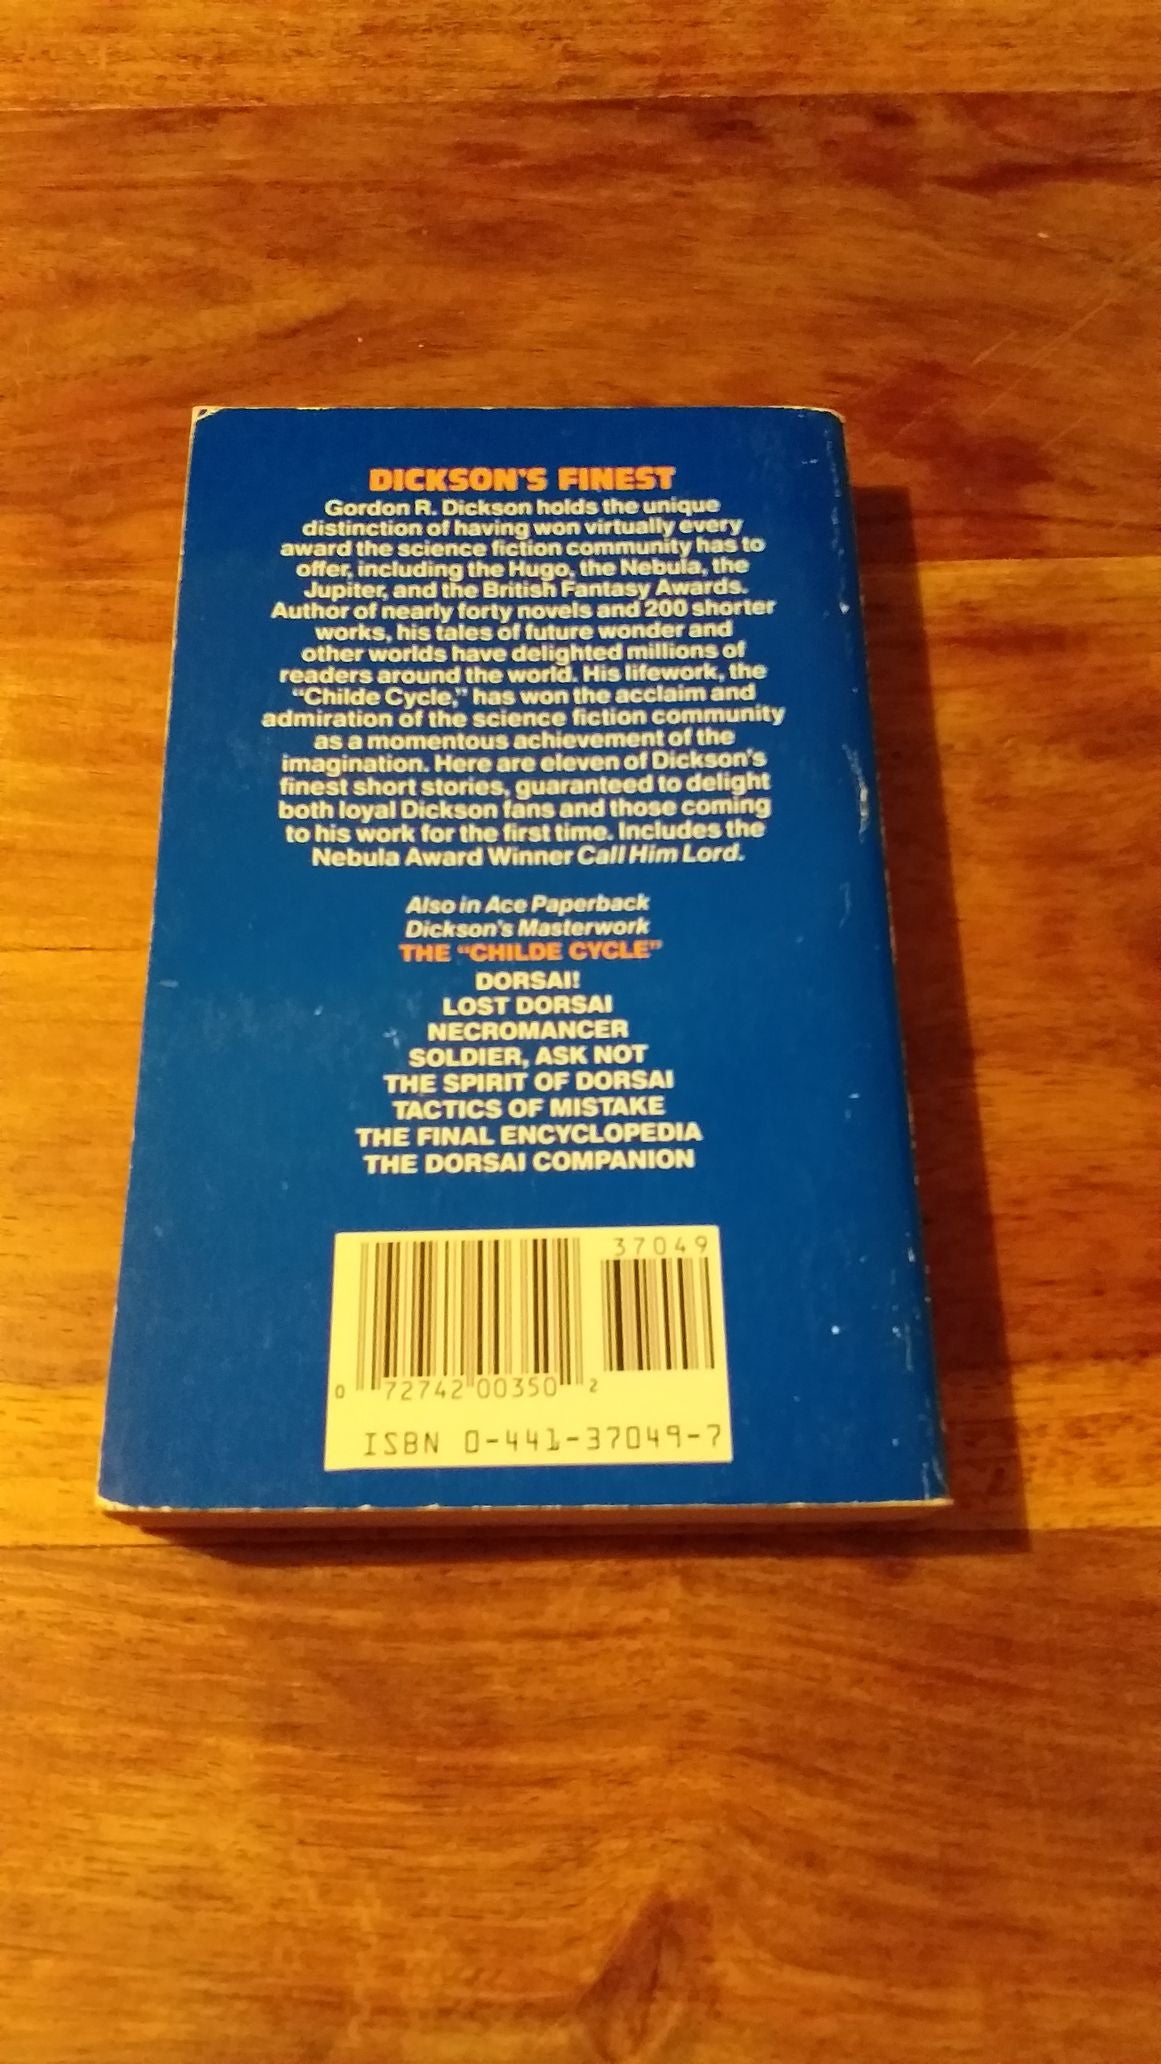 DICKSON'S FINEST
Gordon R. Dickson holds the unique
distinction of having won virtually every
award the science fiction community has to
offer, including the Hugo, the Nebula, the
Jupiter, and the British Fantasy Awards.
Author of nearly forty novels and 200 shorter
works, his tales of future wonder and
other worlds have delighted millions of
readers around the world. His lifework, the
"Childe Cycle," has won the acclaim and
admiration of the science fiction community
as a momentous achievement of the
imagination. Here are eleven of Dickson's
finest short stories, guaranteed to delight
both loyal Dickson fans and those coming
to his work for the first time. Includes the
Nebula Award Winner Call Him Lord.
Also in Ace Paperback
Dickson's Masterwork
THE "CHILDE CYCLE"
DORSAI!
LOST DORSAI
NECROMANCER
SOLDIER, ASK NOT
THE SPIRIT OF DORSAI
TACTICS OF MISTAKE
THE FINAL ENCYCLOPEDIA
THE DORSAI COMPANION
37049
0 72742 00350 2
ISBN 0-441-37049-7